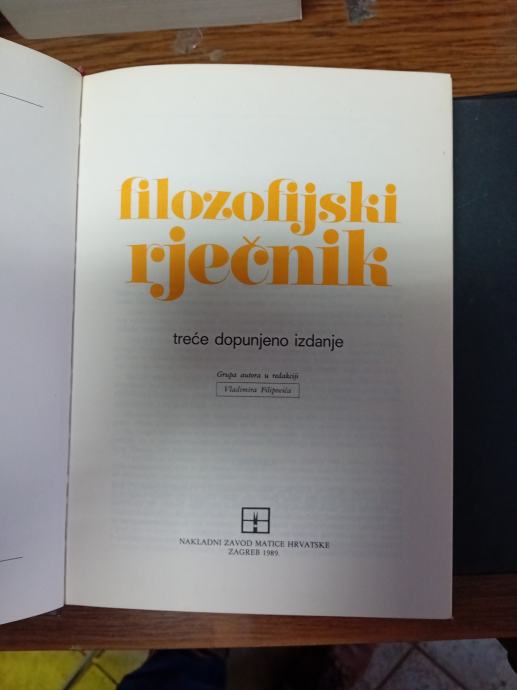 filozofijski
rječnik
treće dopunjeno izdanje
Grupa autora u redakciji
Vladimira Filipovića
NAKLADNI ZAVOD MATICE HRVATSKE
ZAGREB 1989.